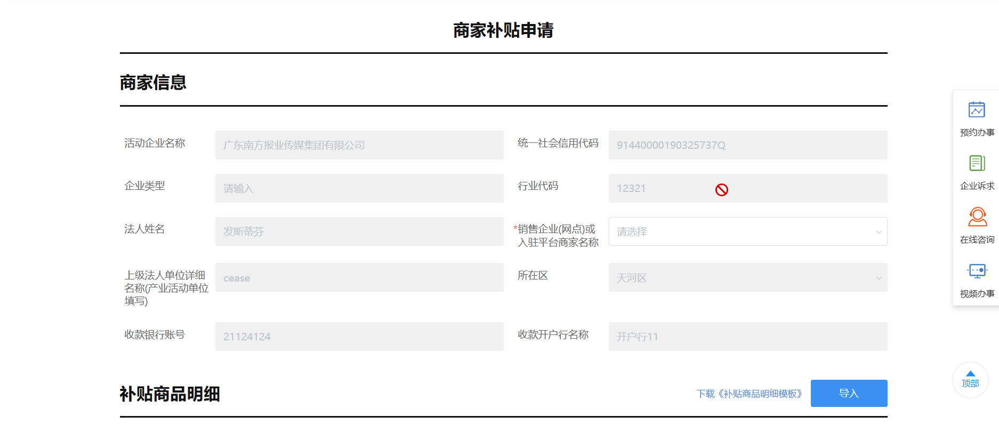 商家补贴申请
商家信息
活动企业名称
广东南方报业传媒集团有限公司
统一社会信用代码
91440000190325737Q
企业类型
请输入
行业代码
12321
法人姓名
发斯蒂芬
*销售企业(网点)或
入驻平台商家名称
请选择
上级法人单位详细
名称(产业活动单位
填写)
cease
所在区
天河区
收款银行账号
21124124
收款开户行名称
开户行11
补贴商品明细
下载《补贴商品明细模板》
导入
预约办事
企业诉求
在线咨询
视频办事
顶部